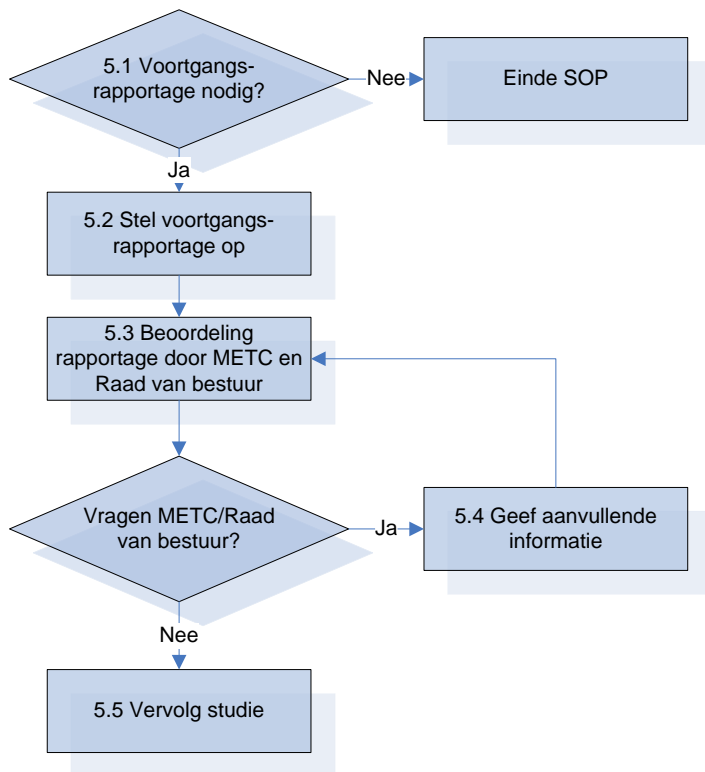 5.1 Voortgangs-
rapportage nodig?
Nee
Einde SOP
Ja
5.2 Stel voortgangs-
rapportage op
5.3 Beoordeling
rapportage door METC en
Raad van bestuur
Vragen METC/Raad
van bestuur?
Ja
5.4 Geef aanvullende
informatie
Nee
5.5 Vervolg studie